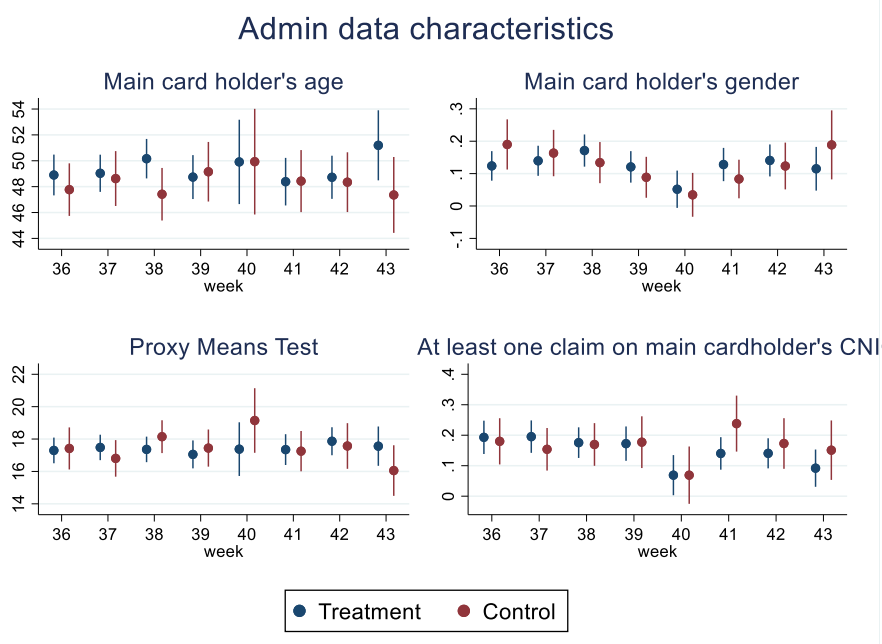 Admin data characteristics
Main card holder's age
54
52
50
48
46
44
36 37 38 39 40 41 42 43
week
Main card holder's gender
.3
.2
.1
0
-.1
36 37 38 39 40 41 42 43
week
Proxy Means Test
22
20
18
16
14
36 37 38 39 40 41 42 43
week
At least one claim on main cardholder's CNI
.4
.3
.2
.1
0
36 37 38 39 40 41 42 43
week
Treatment Control